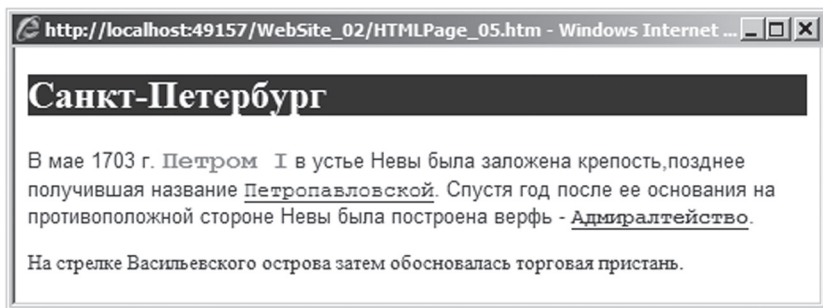 http://localhost:49157/WebSite_02/HTMLPage_05.htm - Windows Internet ...
Санкт-Петербург
В мае 1703 г. Петром I в устье Невы была заложена крепость,позднее
получившая название Петропавловской. Спустя год после ее основания на
противоположной стороне Невы была построена верфь - Адмиралтейство.
На стрелке Васильевского острова затем обосновалась торговая пристань.